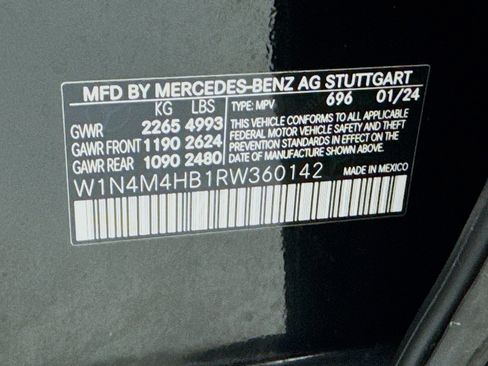 MFD BY MERCEDES-BENZ AG STUTTGART
KG LBS TYPE: MPV 696 01/24
GVWR 2265 4993 THIS VEHICLE CONFORMS TO ALL APPLICABLE
GAWR FRONT 1190 2624 FEDERAL MOTOR VEHICLE SAFETY AND THEFT
GAWR REAR 1090 2480 PREVENTION STANDARDS IN EFFECT ON THE
DATE OF MANUFACTURE SHOWN ABOVE.
W1N4M4HB1RW360142 MADE IN MEXICO